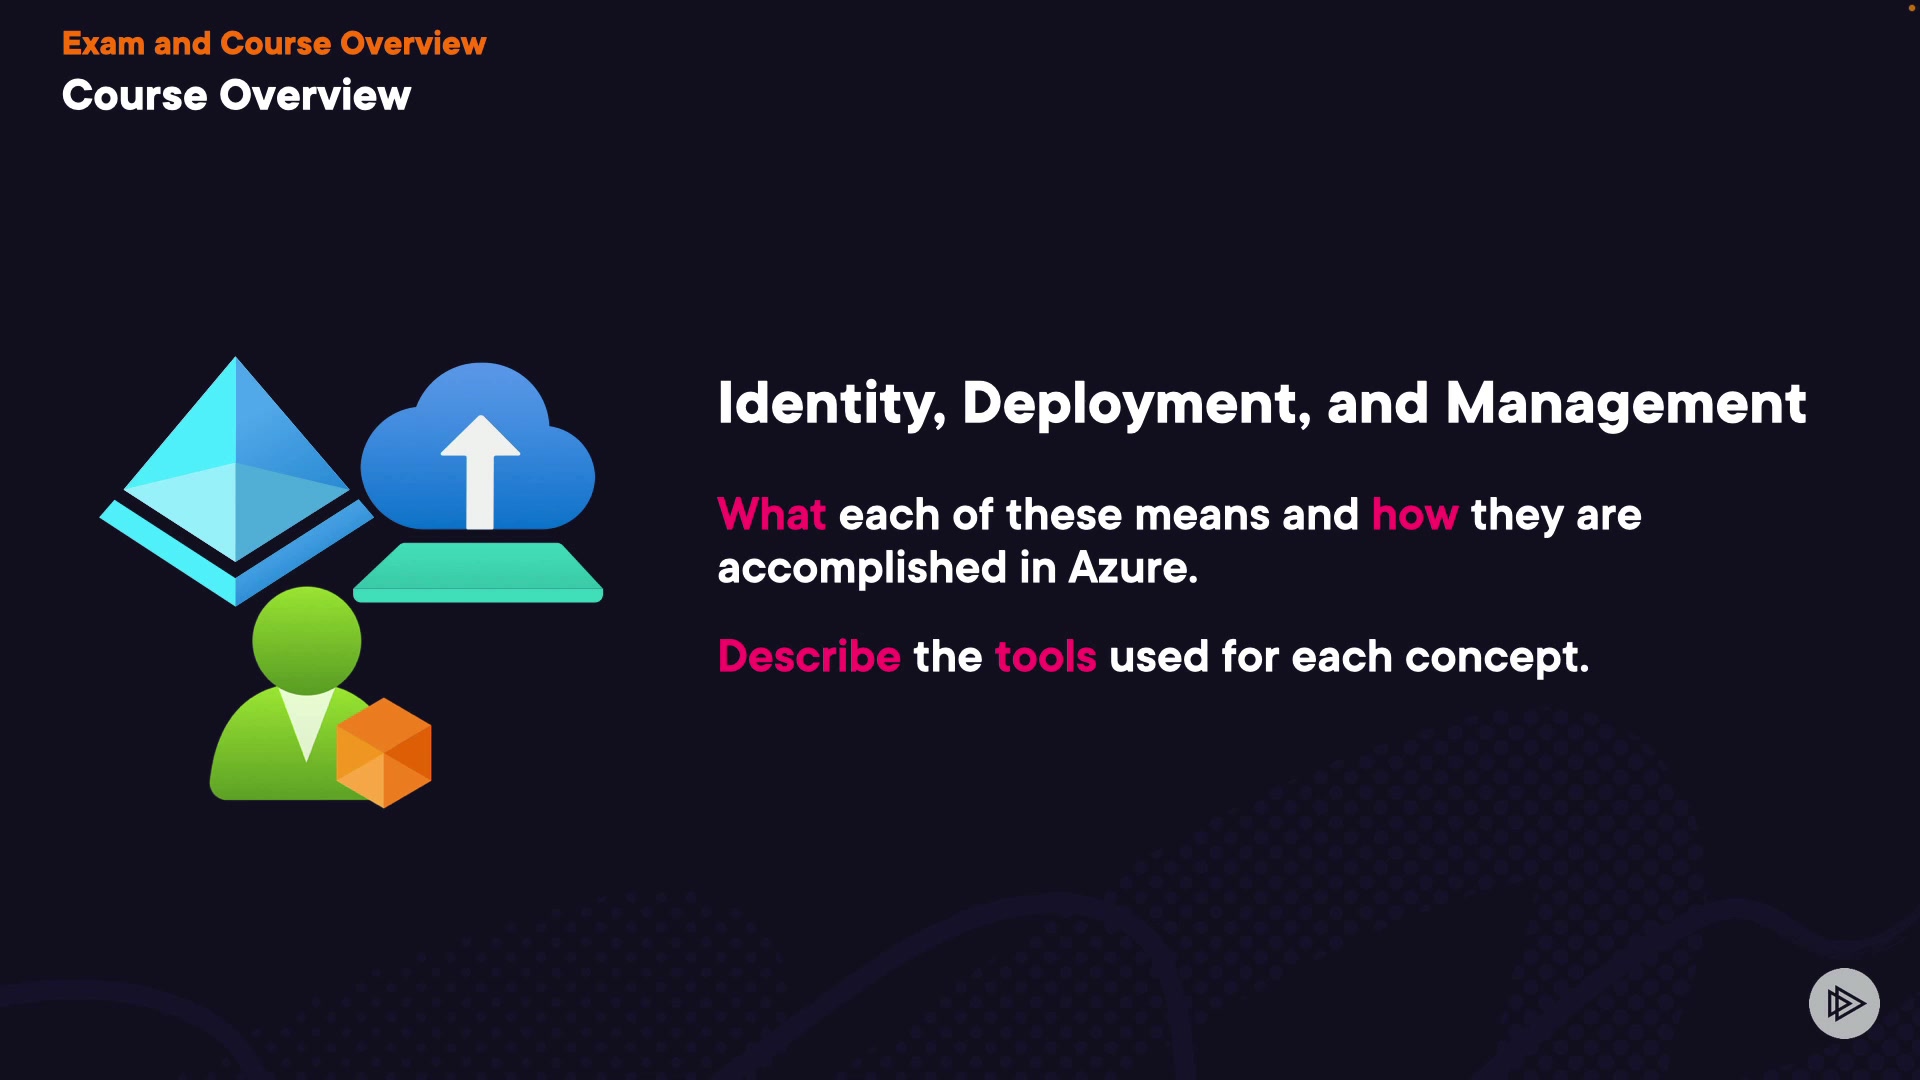 Exam and Course Overview
Course Overview
Identity, Deployment, and Management
What each of these means and how they are
accomplished in Azure.
Describe the tools used for each concept.